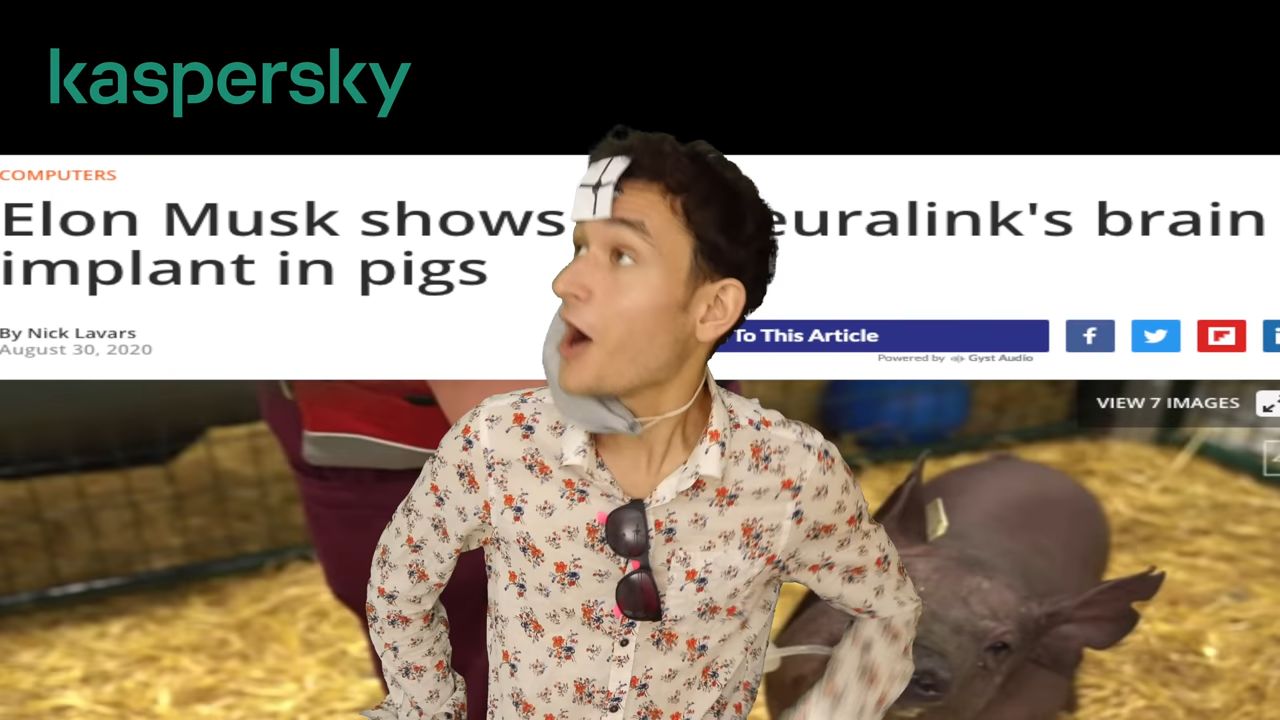 kaspersky
COMPUTERS
Elon Musk shows euralink's brain
implant in pigs
By Nick Lavars
August 30, 2020
To This Article
Powered by Gyst Audio
VIEW 7 IMAGES